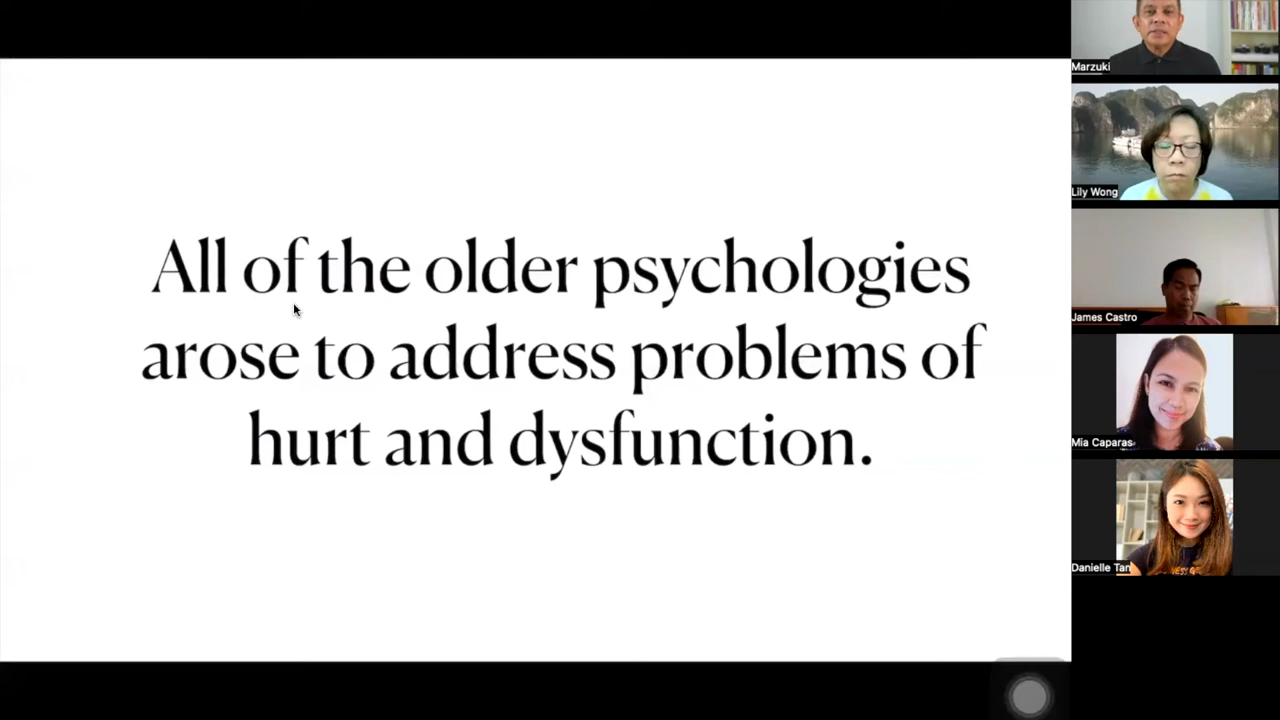 All of the older psychologies
arose to address problems of
hurt and dysfunction.
Marzuki
Lily Wong
James Castro
Mia Caparas
Danielle Tan